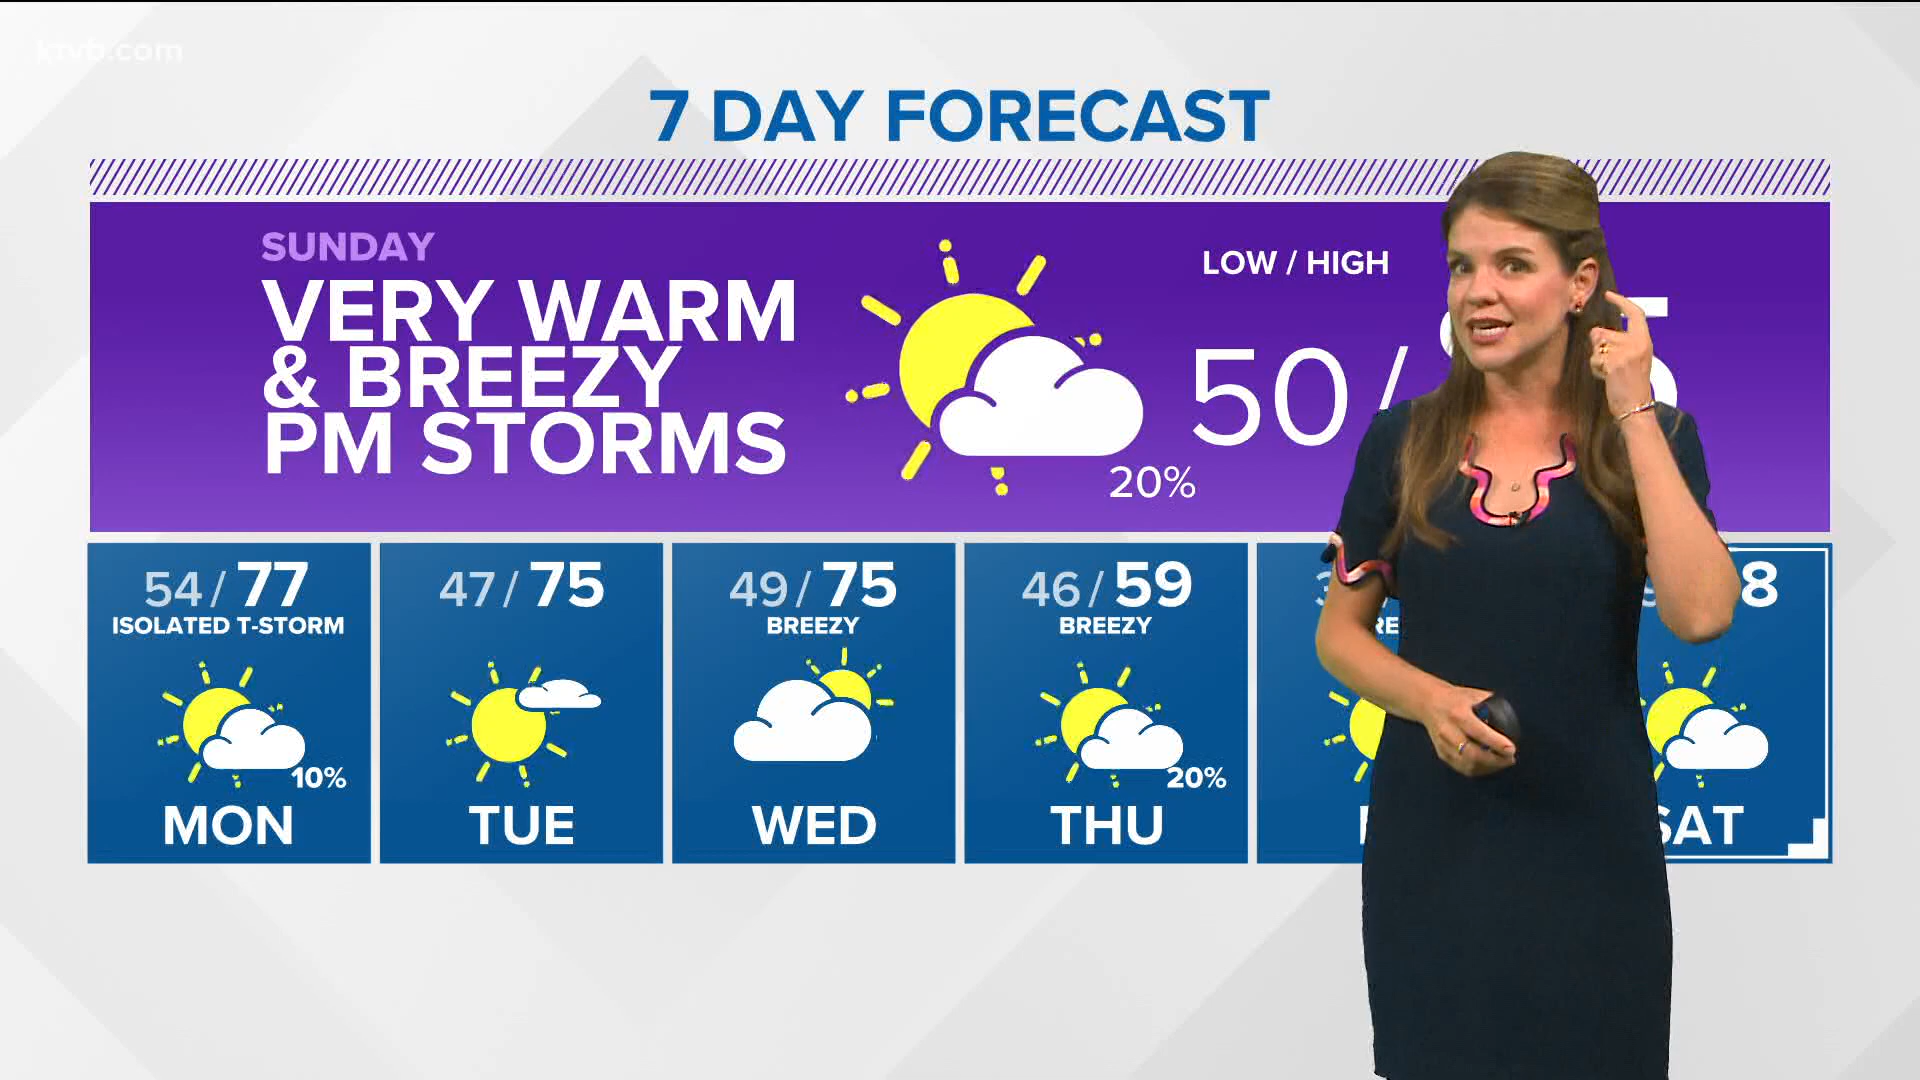 ktvb.com
7 DAY FORECAST
SUNDAY
VERY WARM
& BREEZY
PM STORMS
LOW / HIGH
50/
20%
54/77
ISOLATED T-STORM
10%
MON
47/75
TUE
49/75
BREEZY
WED
46/59
BREEZY
20%
THU
SAT